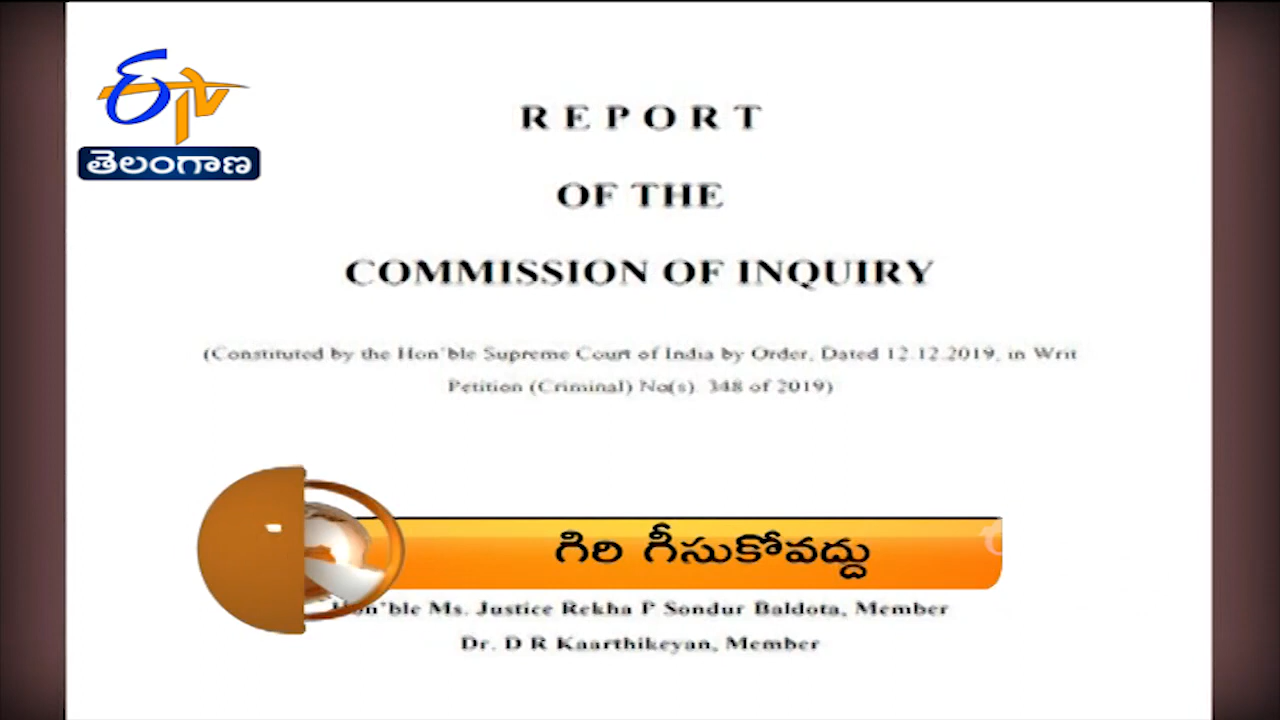 ETV
తెలంగాణ
REPORT
OF THE
COMMISSION OF INQUIRY
(Constituted by the Hon'ble Supreme Court of India by Order, Dated 12.12.2019, in Writ
Petition (Criminal) No(s). 348 of 2019)
గిరి గీసుకోవద్దు
Hon'ble Ms. Justice Rekha P Sondur Baldota, Member
Dr. D R Kaarthikeyan, Member